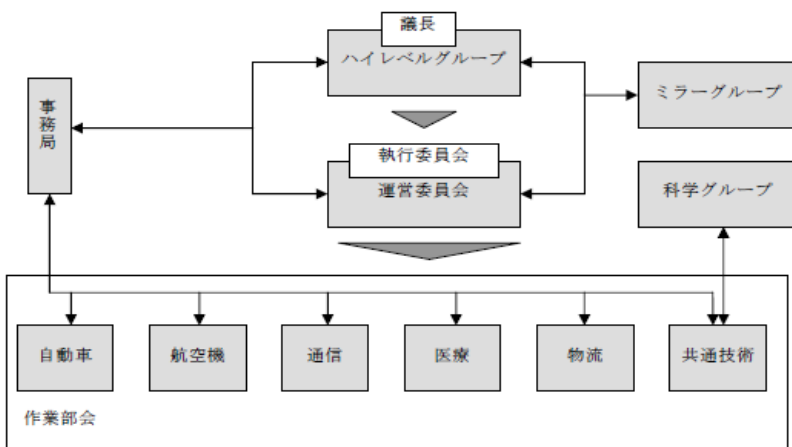 議長
ハイレベルグループ
事務局
ミラーグループ
執行委員会
運営委員会
科学グループ
自動車
航空機
通信
医療
物流
共通技術
作業部会